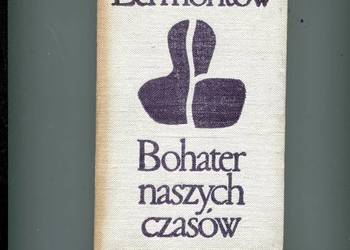 Lermontow
Bohater
naszych
czasów